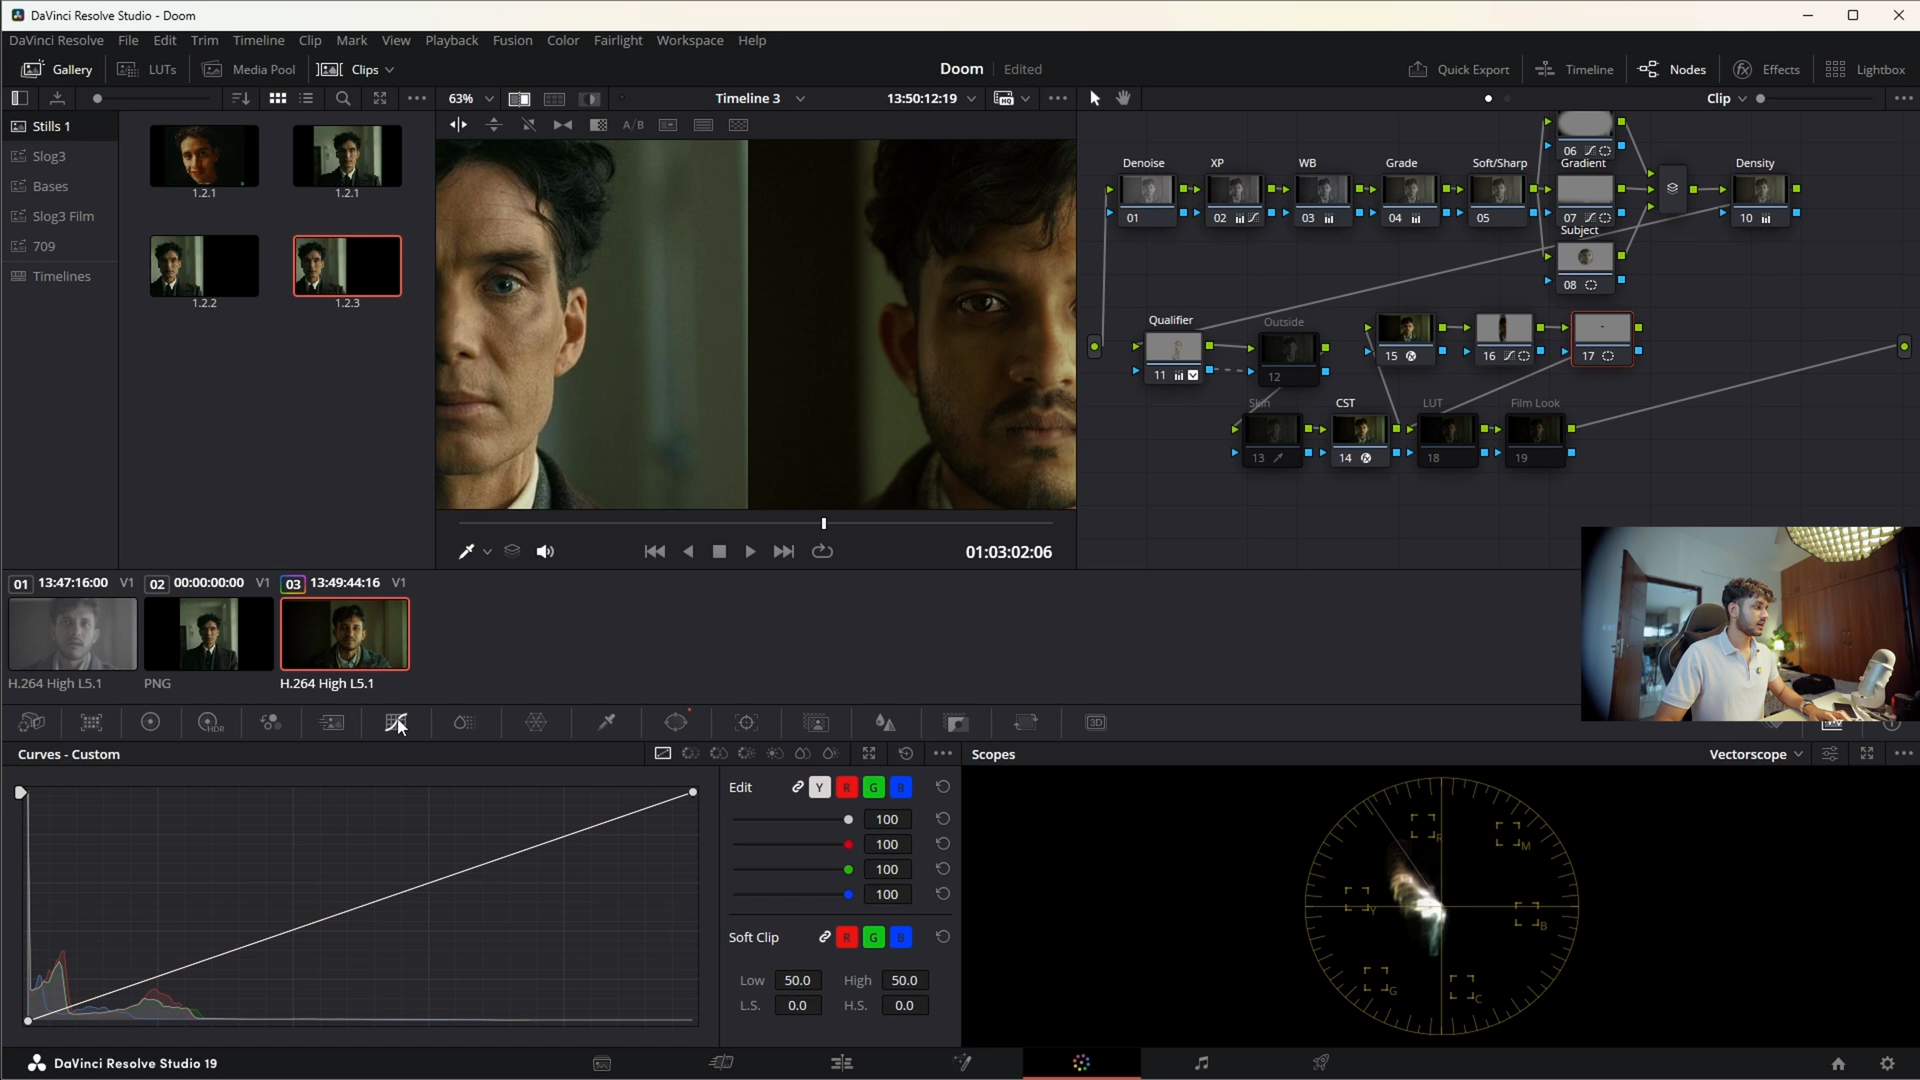 DaVinci Resolve Studio - Doom
DaVinci Resolve File Edit Trim Timeline Clip Mark View Playback Fusion Color Fairlight Workspace Help
Gallery LUTs Media Pool Clips Doom Edited Quick Export Timeline Nodes Effects Lightbox
63% Timeline 3 13:50:12:19 HQ Clip
Stills 1
Slog3
Bases
Slog3 Film
709
Timelines
1.2.1 1.2.1
1.2.2 1.2.3
A/B
01:03:02:06
06
Denoise XP WB Grade Soft/Sharp Gradient Density
01 02 03 04 05 07 10
Subject
08
Qualifier Outside
11 12 15 16 17
Skin CST LUT Film Look
13 14 18 19
01 13:47:16:00 V1 02 00:00:00:00 V1 03 13:49:44:16 V1
H.264 High L5.1 PNG H.264 High L5.1
HDR 3D
Curves - Custom
Edit Y R G B
100
100
100
100
Soft Clip R G B
Low 50.0 High 50.0
L.S. 0.0 H.S. 0.0
Scopes Vectorscope
R M
Y B
G C
DaVinci Resolve Studio 19